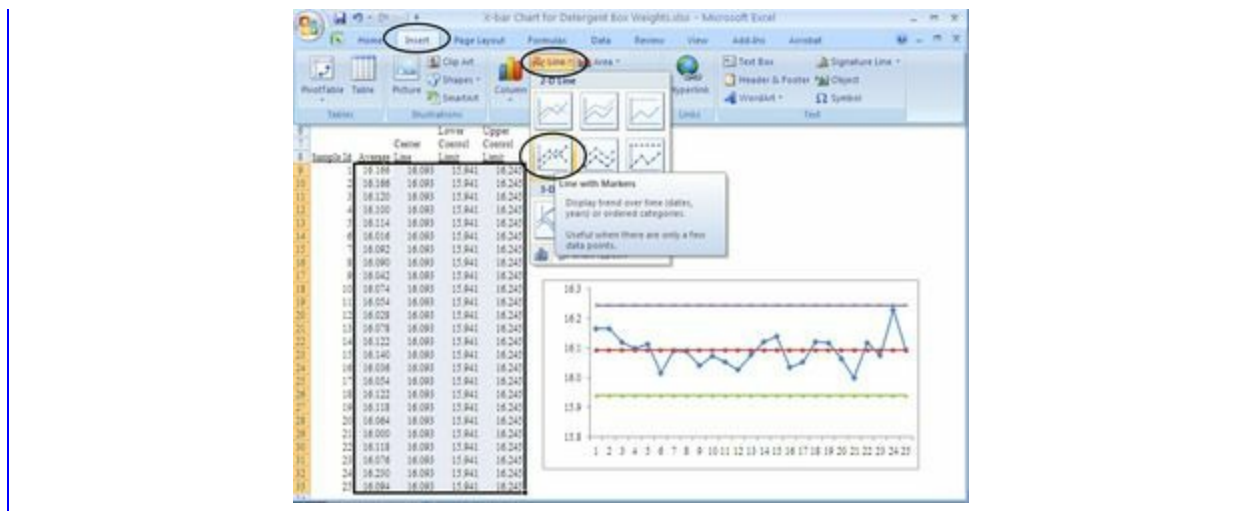 X-bar Chart for Detergent Box Weights.xlsx - Microsoft Excel
Home Insert Page Layout Formulas Data Review View Add-Ins Acrobat
PivotTable Table Picture Clip Art Shapes SmartArt Column Line Area Hyperlink Text Box Header & Footer WordArt Signature Line Object Symbol
Tables Illustrations Links Text
2-D Line
Lower Upper
Center Control Control
Sample Id Average Line Limit Limit
1 16.166 16.093 15.941 16.245
2 16.166 16.093 15.941 16.245
3 16.120 16.093 15.941 16.245
4 16.100 16.093 15.941 16.245
5 16.114 16.093 15.941 16.245
6 16.016 16.093 15.941 16.245
7 16.092 16.093 15.941 16.245
8 16.090 16.093 15.941 16.245
9 16.042 16.093 15.941 16.245
10 16.074 16.093 15.941 16.245
11 16.054 16.093 15.941 16.245
12 16.028 16.093 15.941 16.245
13 16.078 16.093 15.941 16.245
14 16.122 16.093 15.941 16.245
15 16.140 16.093 15.941 16.245
16 16.036 16.093 15.941 16.245
17 16.054 16.093 15.941 16.245
18 16.122 16.093 15.941 16.245
19 16.118 16.093 15.941 16.245
20 16.064 16.093 15.941 16.245
21 16.000 16.093 15.941 16.245
22 16.118 16.093 15.941 16.245
23 16.076 16.093 15.941 16.245
24 16.230 16.093 15.941 16.245
25 16.094 16.093 15.941 16.245
Line with Markers
Display trend over time (dates,
years) or ordered categories.
Useful when there are only a few
data points.
16.3
16.2
16.1
16.0
15.9
15.8
1 2 3 4 5 6 7 8 9 10 11 12 13 14 15 16 17 18 19 20 21 22 23 24 25